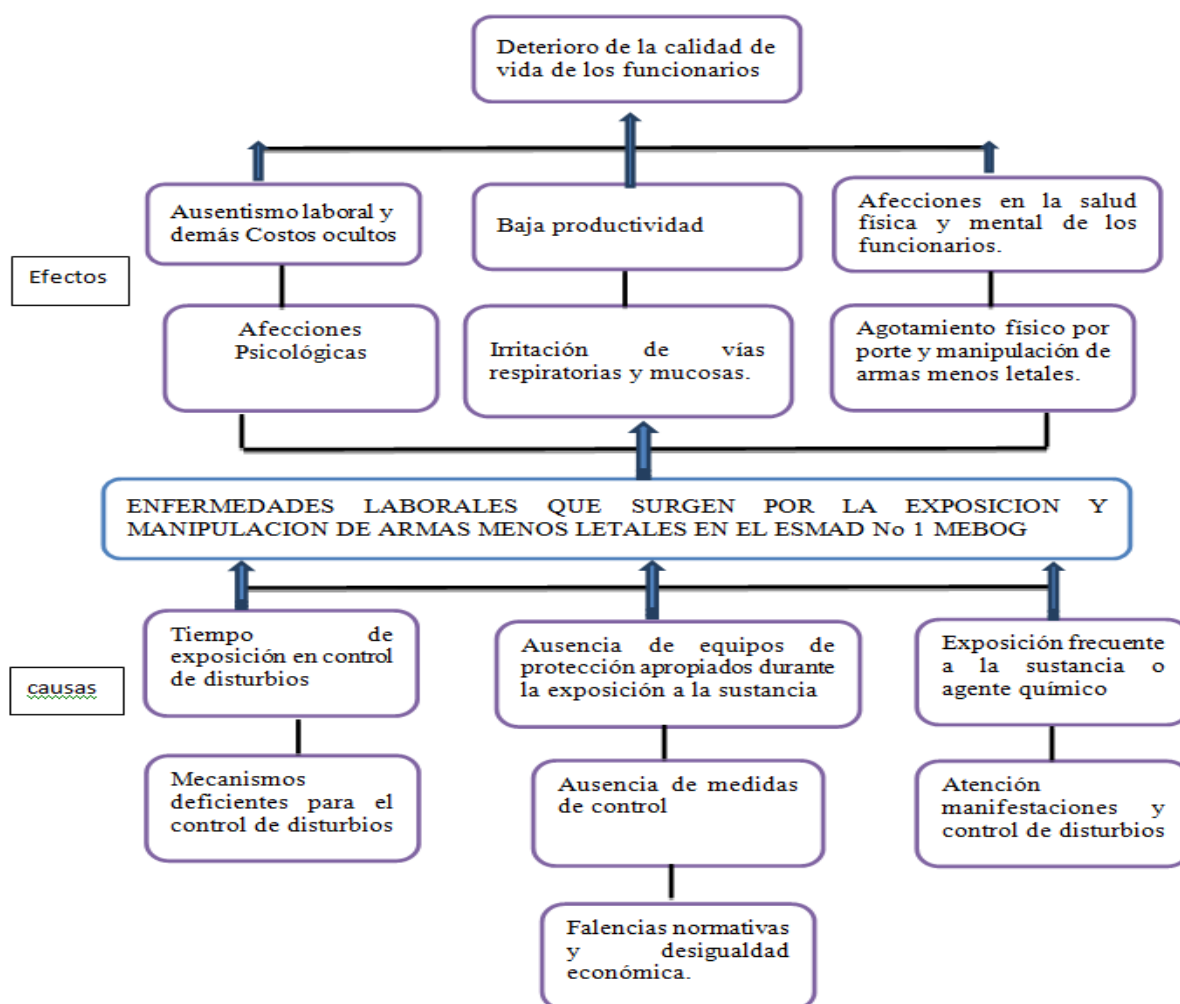 Deterioro de la calidad de
vida de los funcionarios
Ausentismo laboral y
demás Costos ocultos
Baja productividad
Afecciones en la salud
física y mental de los
funcionarios.
Efectos
Afecciones
Psicológicas
Irritación de vías
respiratorias y mucosas.
Agotamiento físico por
porte y manipulación de
armas menos letales.
ENFERMEDADES LABORALES QUE SURGEN POR LA EXPOSICION Y
MANIPULACION DE ARMAS MENOS LETALES EN EL ESMAD No 1 MEBOG
Tiempo de
exposición en control
de disturbios
Ausencia de equipos de
protección apropiados durante
la exposición a la sustancia
Exposición frecuente
a la sustancia o
agente químico
causas
Mecanismos
deficientes para el
control de disturbios
Ausencia de medidas
de control
Atención
manifestaciones y
control de disturbios
Falencias normativas
y desigualdad
económica.